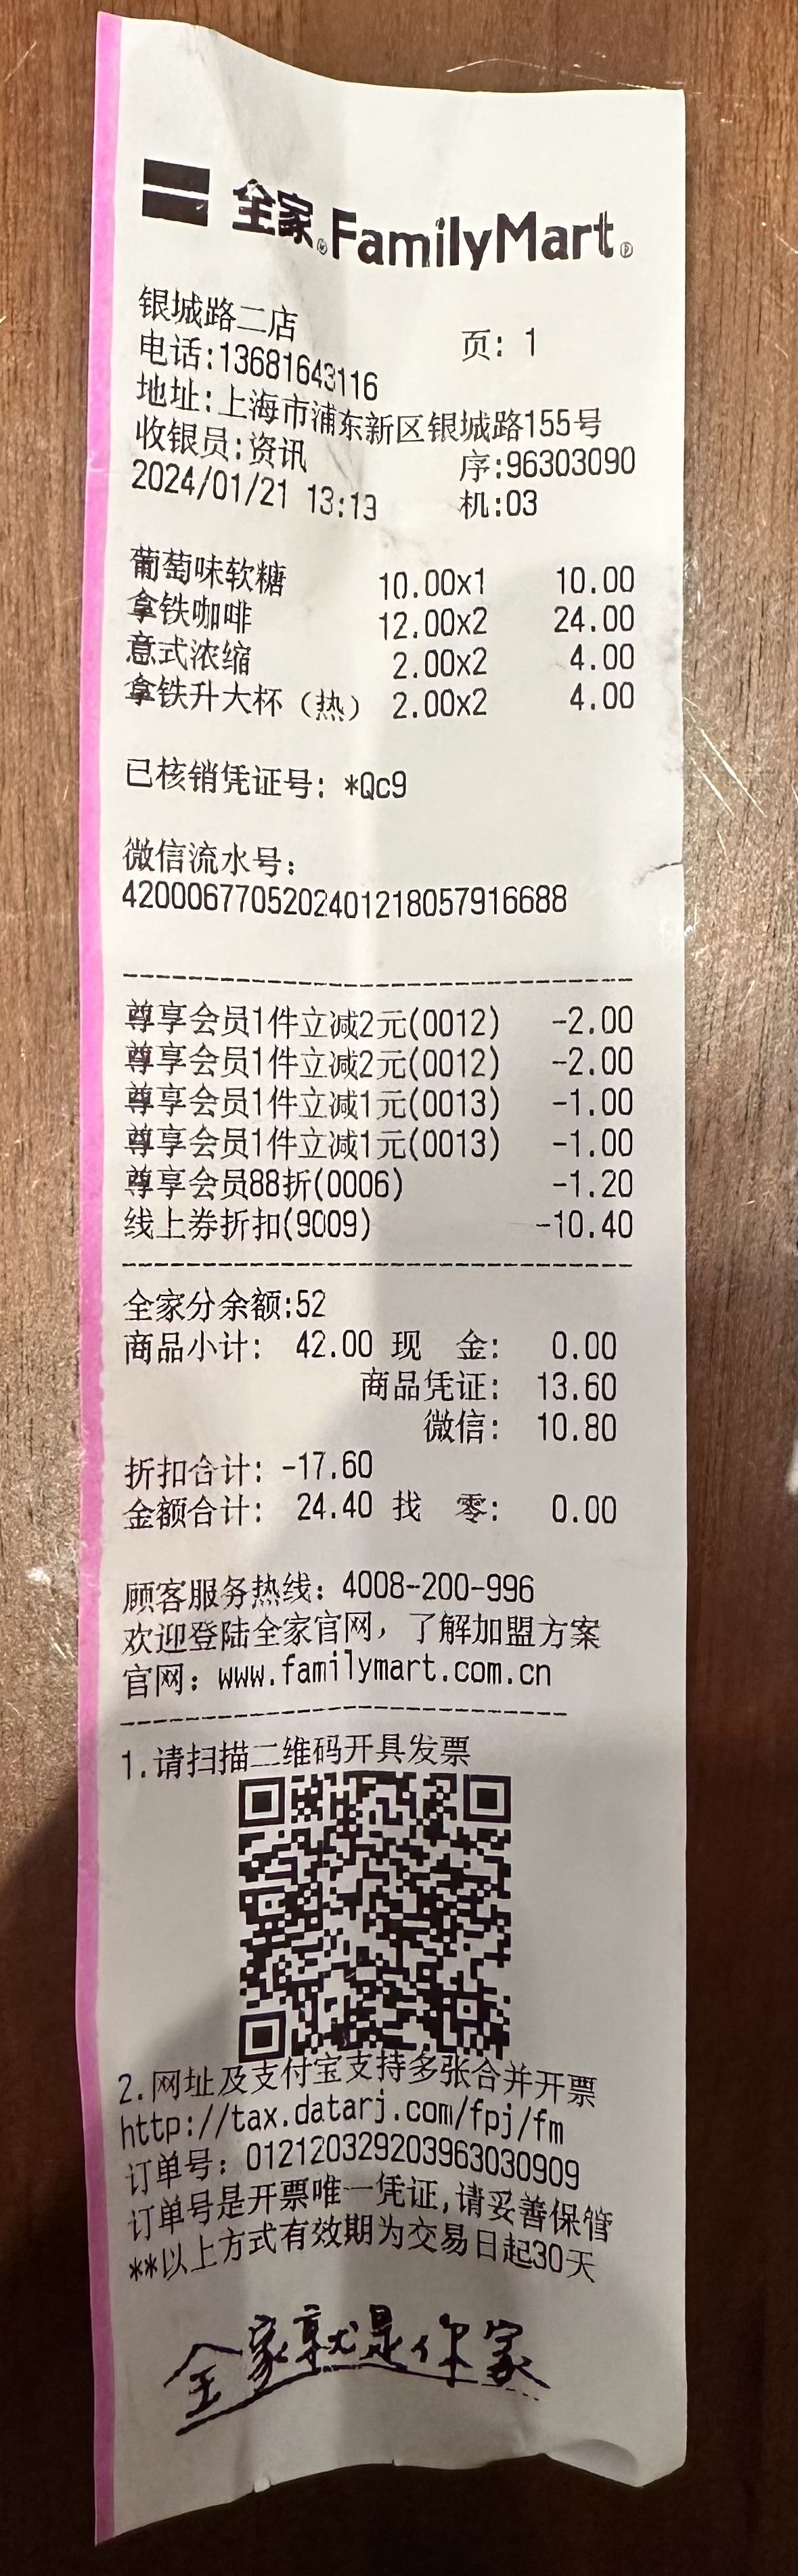 全家®FamilyMart®
银城路二店
电话:13681643116 页: 1
地址:上海市浦东新区银城路155号
收银员:资讯 序:96303090
2024/01/21 13:13 机:03
葡萄味软糖 10.00x1 10.00
拿铁咖啡 12.00x2 24.00
意式浓缩 2.00x2 4.00
拿铁升大杯（热） 2.00x2 4.00
已核销凭证号: *Qc9
微信流水号:
4200067705202401218057916688
尊享会员1件立减2元(0012) -2.00
尊享会员1件立减2元(0012) -2.00
尊享会员1件立减1元(0013) -1.00
尊享会员1件立减1元(0013) -1.00
尊享会员88折(0006) -1.20
线上券折扣(9009) -10.40
全家分余额:52
商品小计: 42.00 现 金: 0.00
商品凭证: 13.60
微信: 10.80
折扣合计: -17.60
金额合计: 24.40 找 零: 0.00
顾客服务热线: 4008-200-996
欢迎登陆全家官网，了解加盟方案
官网: www.familymart.com.cn
1.请扫描二维码开具发票
2.网址及支付宝支持多张合并开票
http://tax.datarj.com/fpj/fm
订单号: 012120329203963030909
订单号是开票唯一凭证,请妥善保管
**以上方式有效期为交易日起30天
全家就是你家